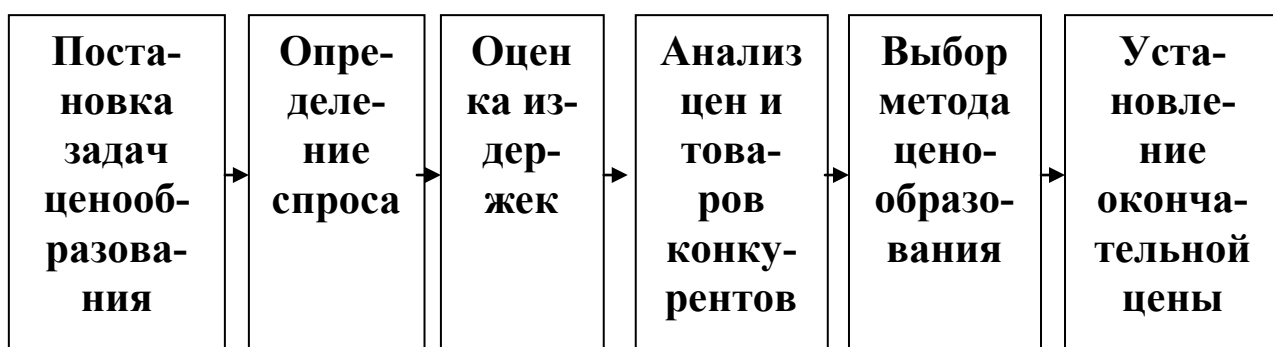 Поста-
новка
задач
ценооб-
разова-
ния
Опре-
деле-
ние
спроса
Оцен
ка из-
дер-
жек
Анализ
цен и
това-
ров
конку-
рентов
Выбор
метода
цено-
образо-
вания
Уста-
новле-
ние
оконча-
тельной
цены